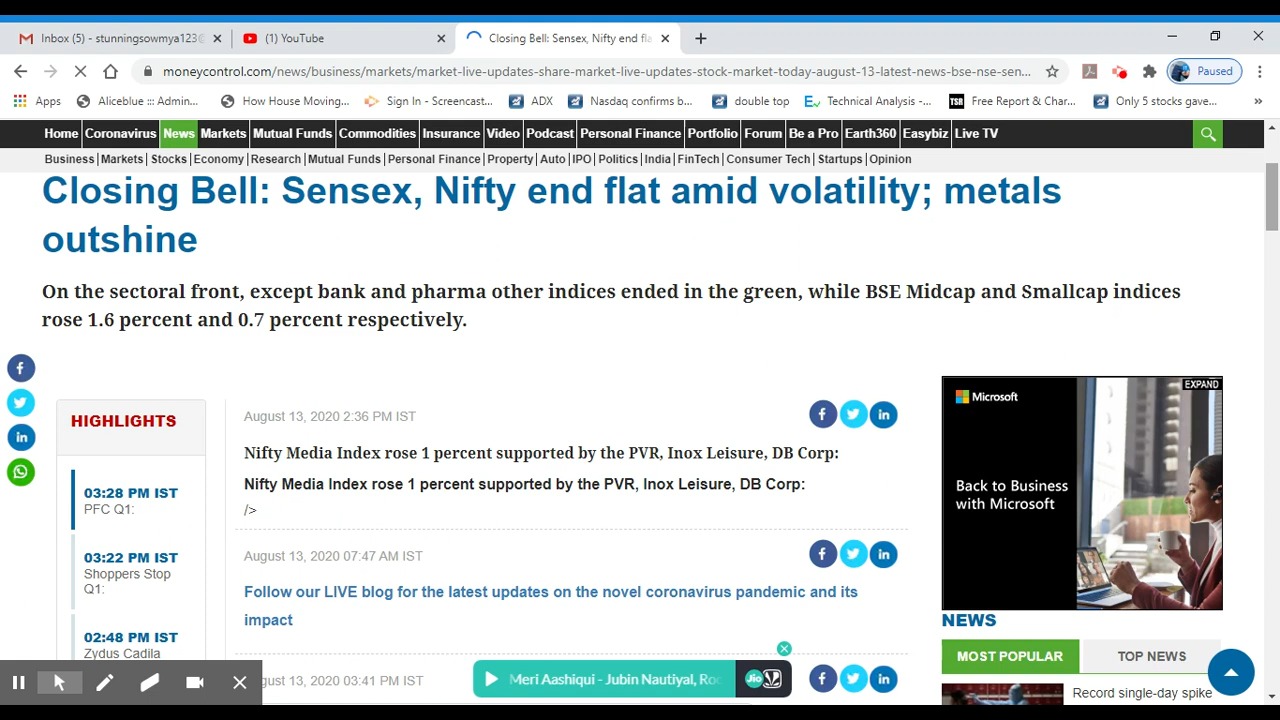 Inbox (5) - stunningsowmya123@
(1) YouTube
Closing Bell: Sensex, Nifty end fla
moneycontrol.com/news/business/markets/market-live-updates-share-market-live-updates-stock-market-today-august-13-latest-news-bse-nse-sen...
Paused
Apps
Aliceblue ::: Admin...
How House Moving...
Sign In - Screencast...
ADX
Nasdaq confirms b...
double top
Technical Analysis -...
TSR Free Report & Char...
Only 5 stocks gave...
»
Home Coronavirus News Markets Mutual Funds Commodities Insurance Video Podcast Personal Finance Portfolio Forum Be a Pro Earth360 Easybiz Live TV
Business | Markets | Stocks | Economy | Research | Mutual Funds | Personal Finance | Property | Auto | IPO | Politics | India | FinTech | Consumer Tech | Startups | Opinion
Closing Bell: Sensex, Nifty end flat amid volatility; metals
outshine
On the sectoral front, except bank and pharma other indices ended in the green, while BSE Midcap and Smallcap indices
rose 1.6 percent and 0.7 percent respectively.
HIGHLIGHTS
03:28 PM IST
PFC Q1:
03:22 PM IST
Shoppers Stop
Q1:
02:48 PM IST
Zydus Cadila
August 13, 2020 2:36 PM IST
Nifty Media Index rose 1 percent supported by the PVR, Inox Leisure, DB Corp:
Nifty Media Index rose 1 percent supported by the PVR, Inox Leisure, DB Corp:
/>
August 13, 2020 07:47 AM IST
Follow our LIVE blog for the latest updates on the novel coronavirus pandemic and its
impact
gust 13, 2020 03:41 PM IST
Meri Aashiqui - Jubin Nautiyal, Roc
Jio
EXPAND
Microsoft
Back to Business
with Microsoft
NEWS
MOST POPULAR
TOP NEWS
Record single-day spike